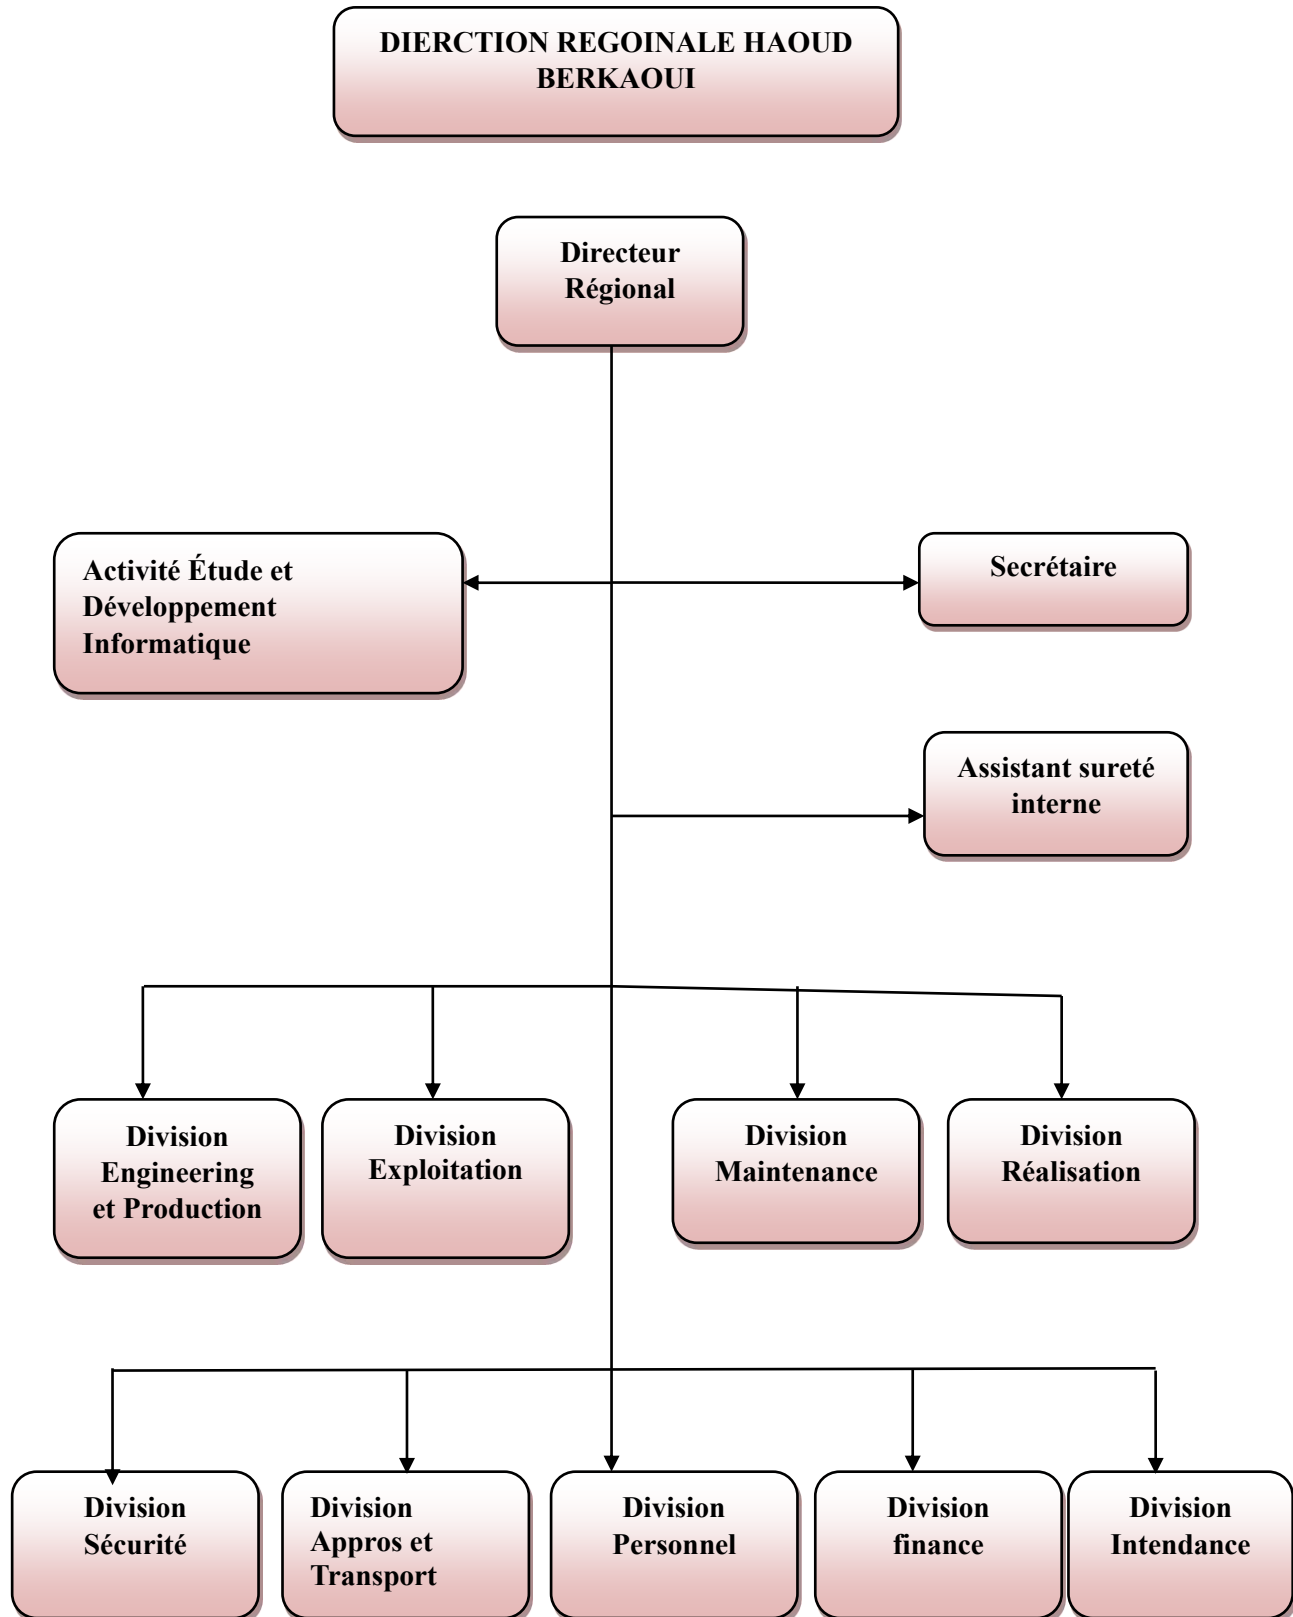 DIERCTION REGOINALE HAOUD
BERKAOUI
Directeur
Régional
Activité Étude et
Développement
Informatique
Secrétaire
Assistant sureté
interne
Division
Engineering
et Production
Division
Exploitation
Division
Maintenance
Division
Réalisation
Division
Sécurité
Division
Appros et
Transport
Division
Personnel
Division
finance
Division
Intendance